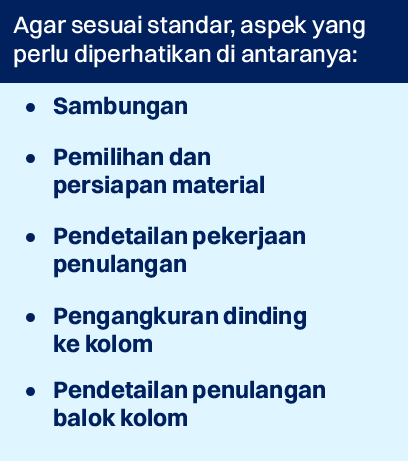 Agar sesuai standar, aspek yang
perlu diperhatikan di antaranya:
• Sambungan
• Pemilihan dan
persiapan material
• Pendetailan pekerjaan
penulangan
• Pengangkuran dinding
ke kolom
• Pendetailan penulangan
balok kolom